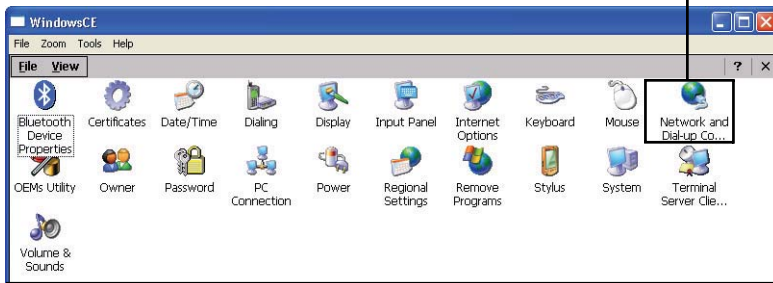 WindowsCE
File Zoom Tools Help
File View ? ×
Bluetooth Device Properties
Certificates
Date/Time
Dialing
Display
Input Panel
Internet Options
Keyboard
Mouse
Network and Dial-up Co...
OEMs Utility
Owner
Password
PC Connection
Power
Regional Settings
Remove Programs
Stylus
System
Terminal Server Clie...
Volume & Sounds